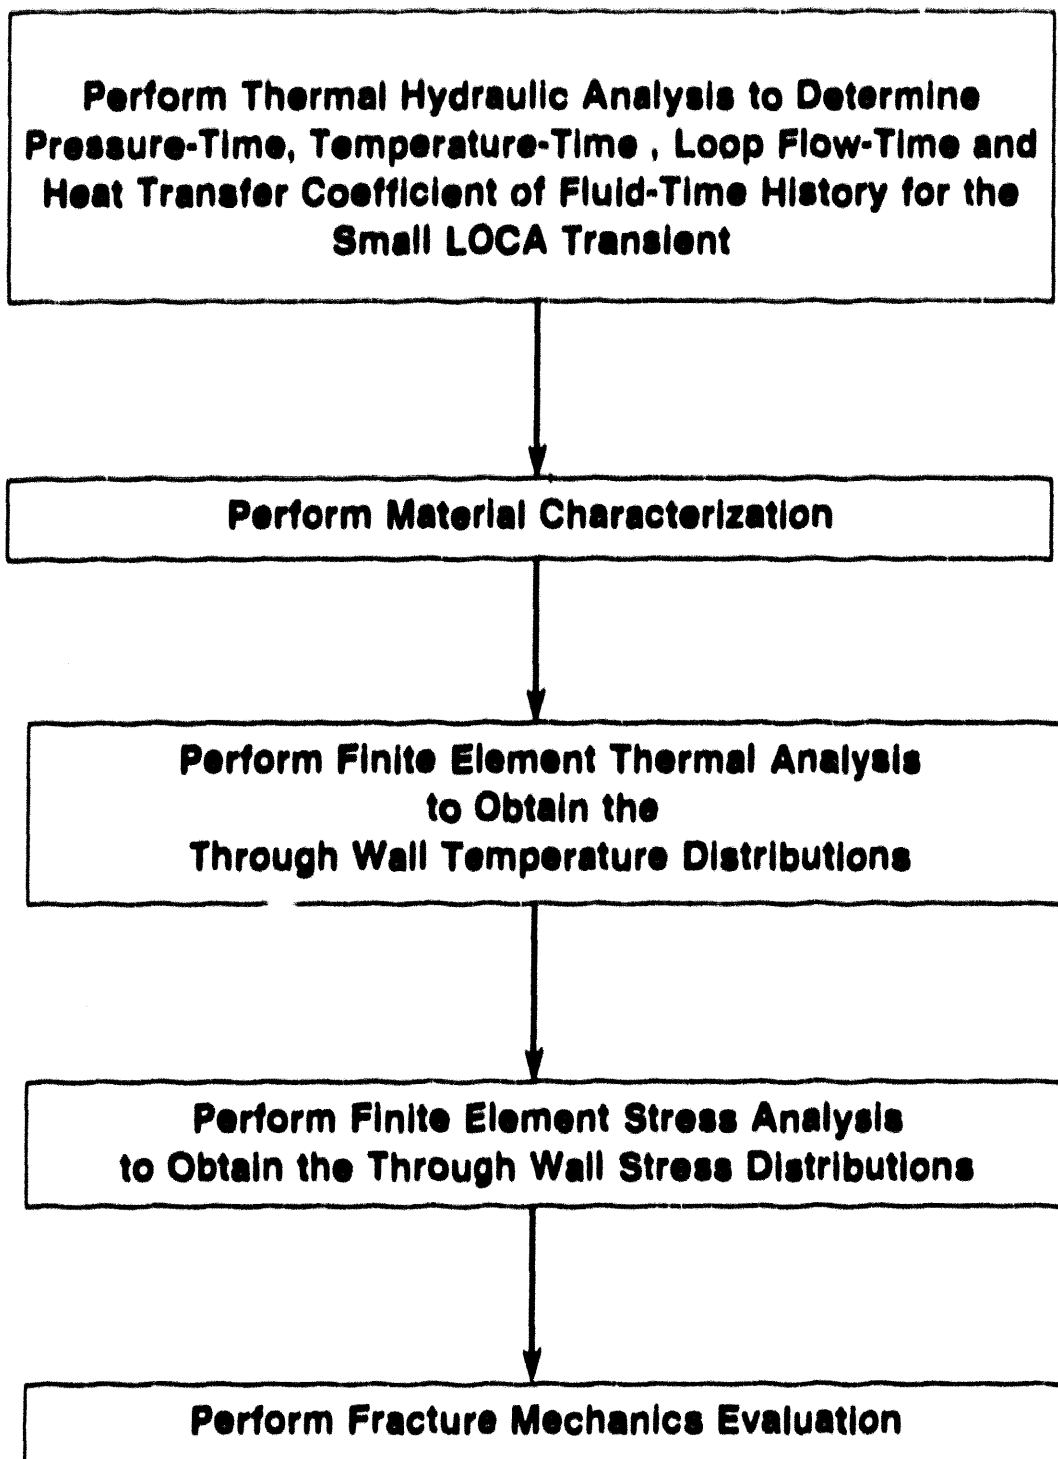 Perform Thermal Hydraulic Analysis to Determine
Pressure-Time, Temperature-Time , Loop Flow-Time and
Heat Transfer Coefficient of Fluid-Time History for the
Small LOCA Transient
Perform Material Characterization
Perform Finite Element Thermal Analysis
to Obtain the
Through Wall Temperature Distributions
Perform Finite Element Stress Analysis
to Obtain the Through Wall Stress Distributions
Perform Fracture Mechanics Evaluation